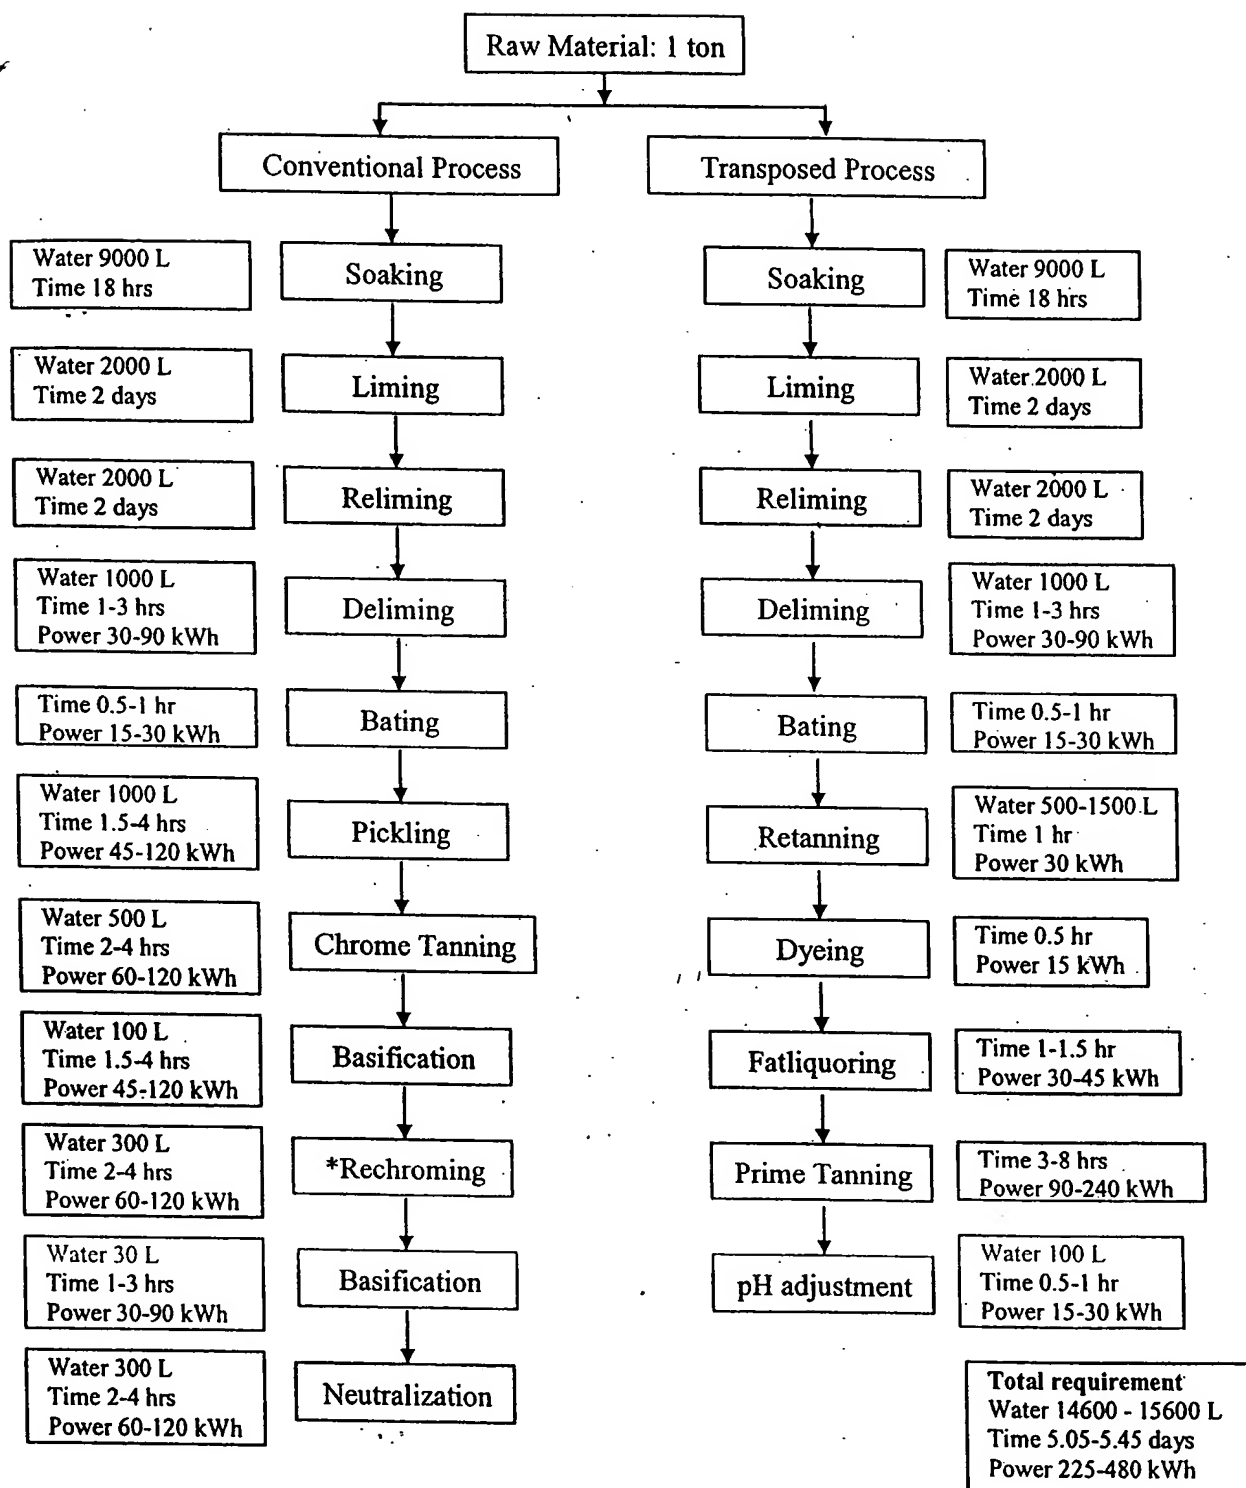 Raw Material: 1 ton
Conventional Process
Transposed Process
Water 9000 L
Time 18 hrs
Soaking
Soaking
Water 9000 L
Time 18 hrs
Water 2000 L
Time 2 days
Liming
Liming
Water 2000 L
Time 2 days
Water 2000 L
Time 2 days
Reliming
Reliming
Water 2000 L
Time 2 days
Water 1000 L
Time 1-3 hrs
Power 30-90 kWh
Deliming
Deliming
Water 1000 L
Time 1-3 hrs
Power 30-90 kWh
Time 0.5-1 hr
Power 15-30 kWh
Bating
Bating
Time 0.5-1 hr
Power 15-30 kWh
Water 1000 L
Time 1.5-4 hrs
Power 45-120 kWh
Pickling
Retanning
Water 500-1500 L
Time 1 hr
Power 30 kWh
Water 500 L
Time 2-4 hrs
Power 60-120 kWh
Chrome Tanning
Dyeing
Time 0.5 hr
Power 15 kWh
Water 100 L
Time 1.5-4 hrs
Power 45-120 kWh
Basification
Fatliquoring
Time 1-1.5 hr
Power 30-45 kWh
Water 300 L
Time 2-4 hrs
Power 60-120 kWh
*Rechroming
Prime Tanning
Time 3-8 hrs
Power 90-240 kWh
Water 30 L
Time 1-3 hrs
Power 30-90 kWh
Basification
pH adjustment
Water 100 L
Time 0.5-1 hr
Power 15-30 kWh
Water 300 L
Time 2-4 hrs
Power 60-120 kWh
Neutralization
Total requirement
Water 14600 - 15600 L
Time 5.05-5.45 days
Power 225-480 kWh